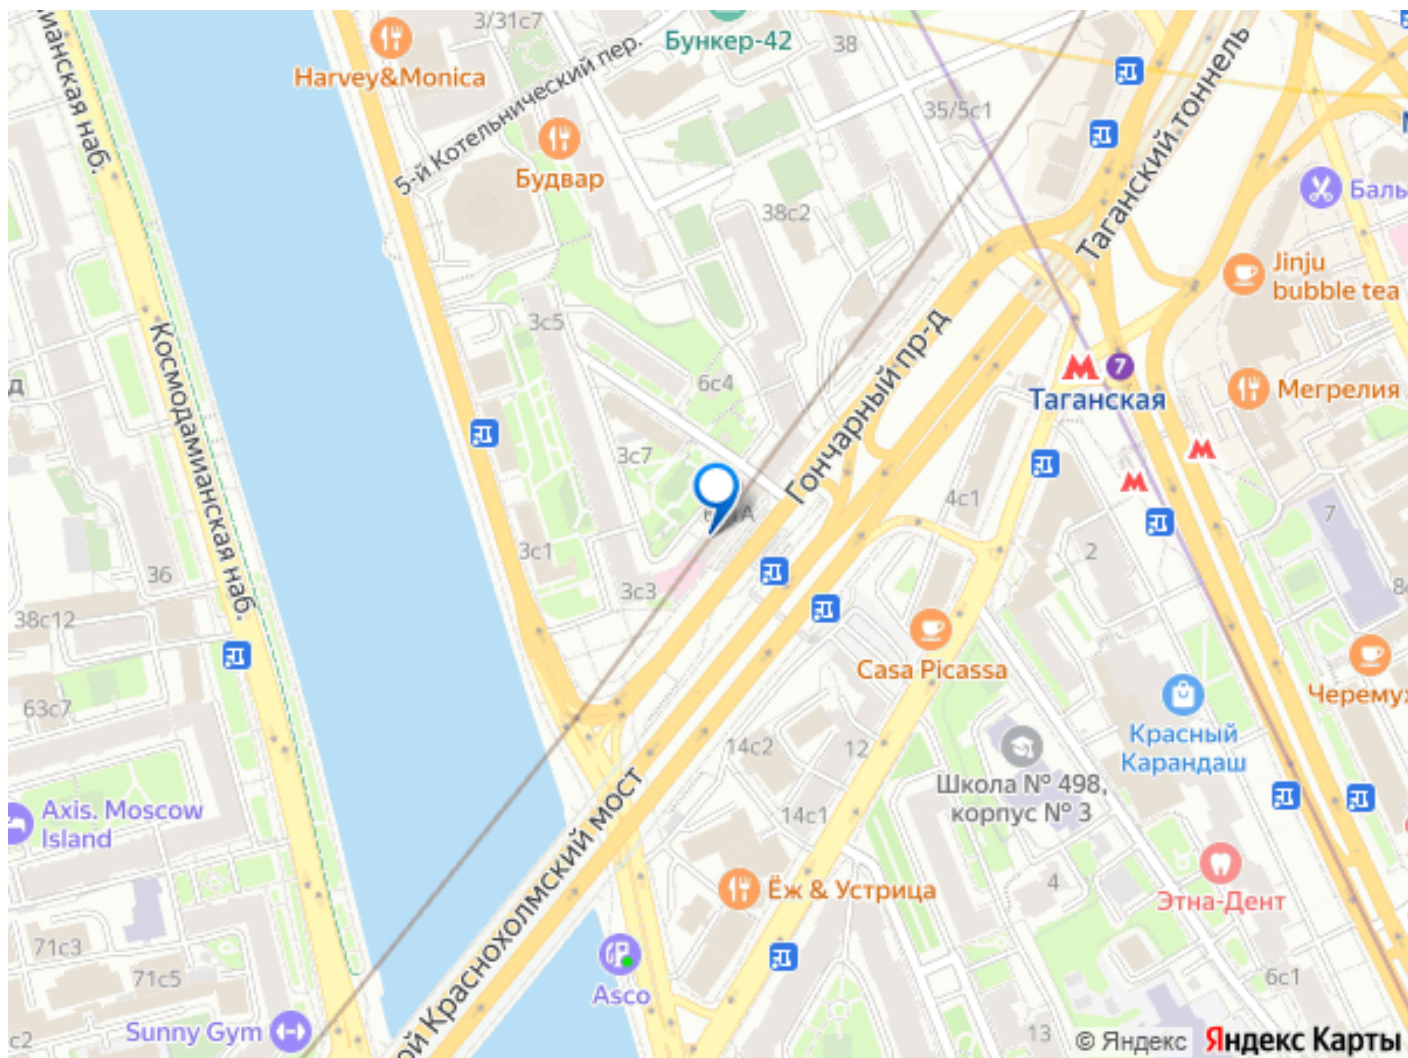 3/31с7
Бункер-42
38
Harvey&Monica
5-й Котельнический пер.
35/5с1
Таганский тоннель
Будвар
38с2
Jinju
bubble tea
3с5
Космодамианская наб.
6с4
Гончарный пр-д
7
Таганская
Мегрелия
3с7
4с1
7
3с1
2
36
3с3
38с12
Casa Picassa
63с7
14с2
12
Красный
Карандаш
Школа № 498,
корпус № 3
Axis. Moscow
Island
14с1
Краснохолмский мост
Ёж & Устрица
4
Этна-Дент
71с3
71с5
Asco
6с1
Sunny Gym
13
© Яндекс Яндекс Карты